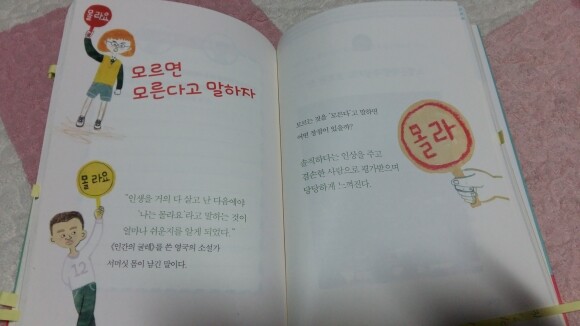 몰라요
모르면
모른다고 말하자
몰라요
“인생을 거의 다 살고 난 다음에야
‘나는 몰라요’라고 말하는 것이
얼마나 쉬운지를 알게 되었다.”
《인간의 굴레》를 쓴 영국의 소설가
서머싯 몸이 남긴 말이다.
12
모르는 것을 ‘모른다’고 말하면
어떤 장점이 있을까?
솔직하다는 인상을 주고
겸손한 사람으로 평가받으며
당당하게 느껴진다.
몰라